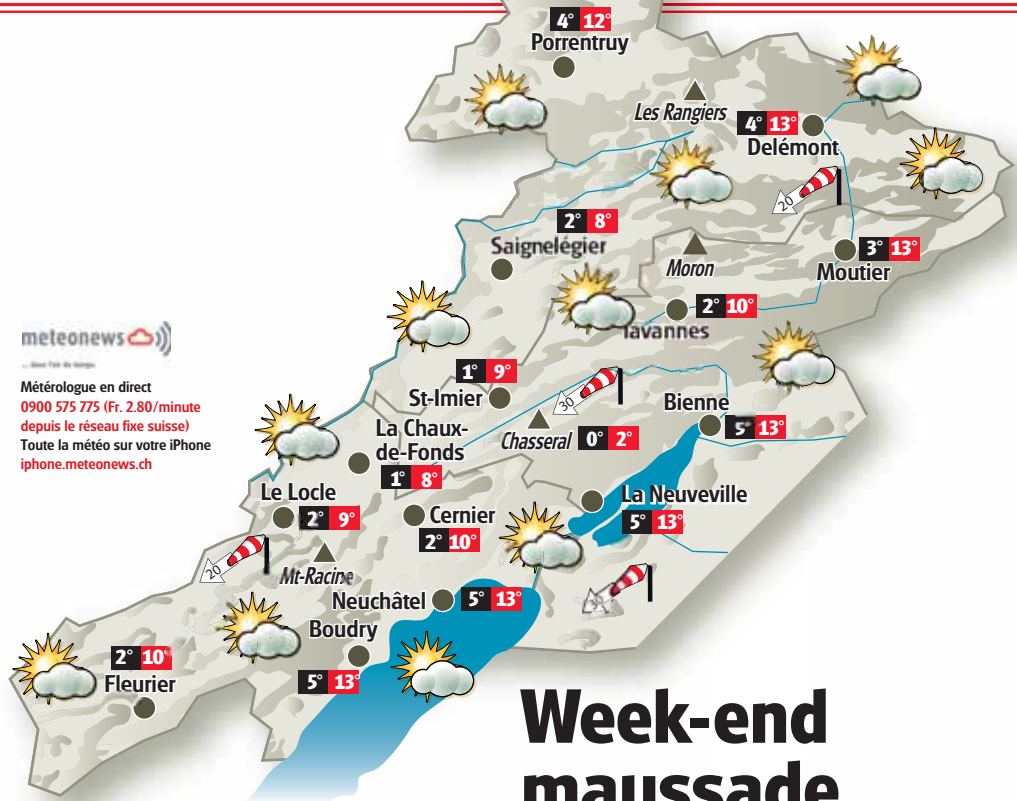 4° 12°
Porrentruy
Les Rangiers
4° 13°
Delémont
20
2° 8°
Saignelégier
Moron
3° 13°
Moutier
2° 10°
Tavannes
meteonews
Métérologue en direct
0900 575 775 (Fr. 2.80/minute
depuis le réseau fixe suisse)
Toute la météo sur votre iPhone
iphone.meteonews.ch
1° 9°
St-Imier
30
Chasseral 0° 2°
Bienne
5° 13°
La Chaux-
de-Fonds
1° 8°
Le Locle
2° 9°
Cernier
2° 10°
La Neuveville
5° 13°
20
Mt-Racine
Neuchâtel 5° 13°
Boudry
5° 13°
2° 10°
Fleurier
Week-end
maussade